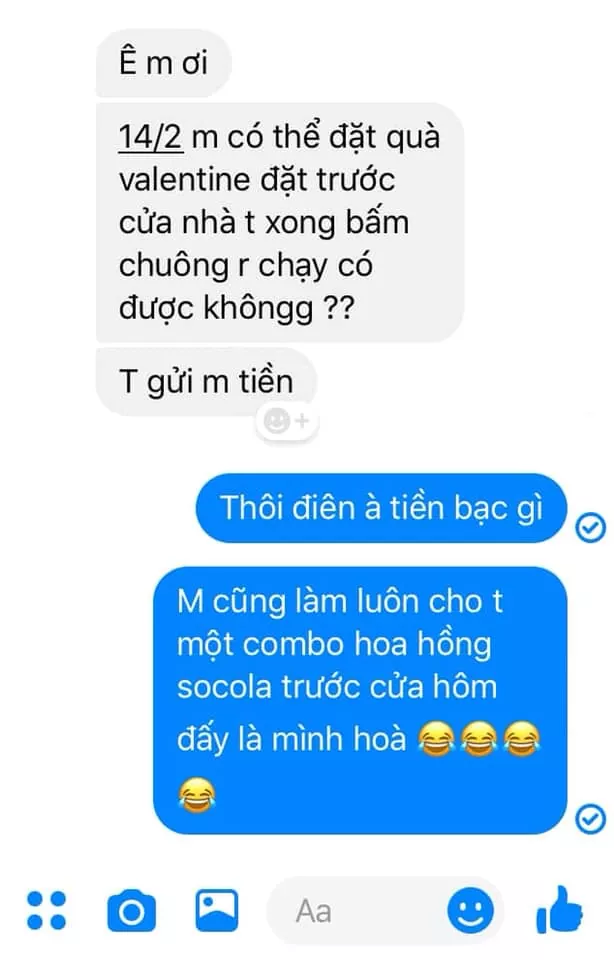 Ê m ơi
14/2 m có thể đặt quà
valentine đặt trước
cửa nhà t xong bấm
chuông r chạy có
được khôngg ??
T gửi m tiền
Thôi điên à tiền bạc gì
M cũng làm luôn cho t
một combo hoa hồng
socola trước cửa hôm
đấy là mình hoà 😂😂😂
😂
Aa